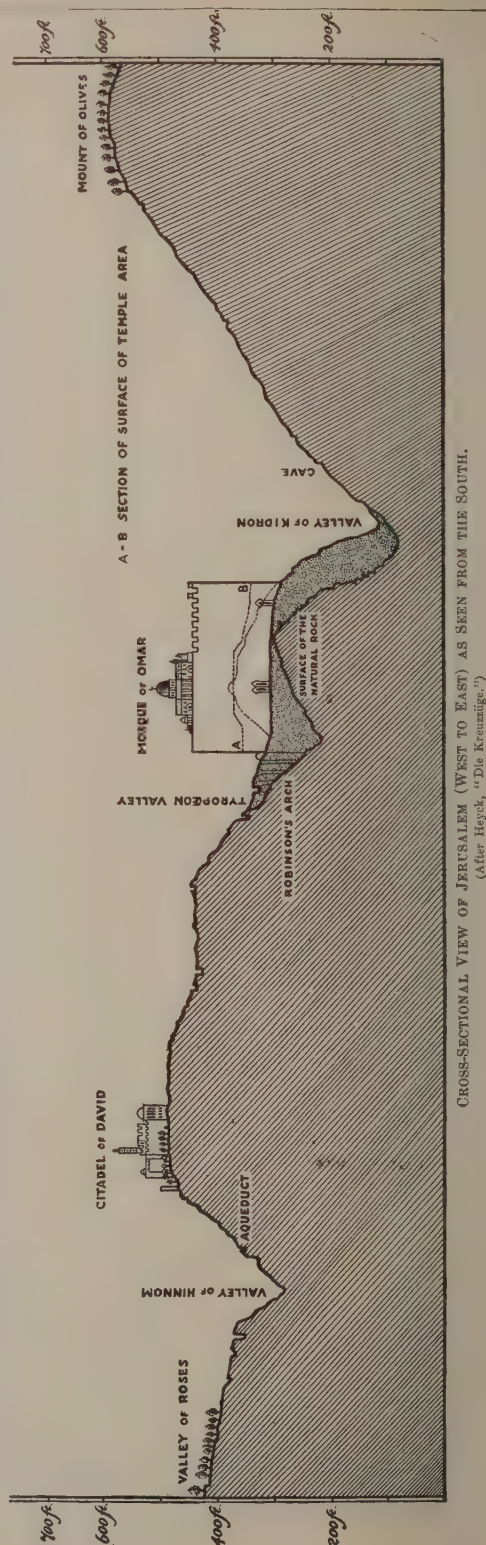 700 ft.
600 ft.
400 ft.
200 ft.
VALLEY OF ROSES
VALLEY OF HINNOM
AQUEDUCT
CITADEL OF DAVID
TYROPŒON VALLEY
ROBINSON'S ARCH
MOSQUE OF OMAR
A
B
SURFACE OF THE
NATURAL ROCK
VALLEY OF KIDRON
CAVE
A-B SECTION OF SURFACE OF TEMPLE AREA
MOUNT OF OLIVES
700 ft.
600 ft.
400 ft.
200 ft.
CROSS-SECTIONAL VIEW OF JERUSALEM (WEST TO EAST) AS SEEN FROM THE SOUTH.
(After Heyck, "Die Kreuzzüge.")